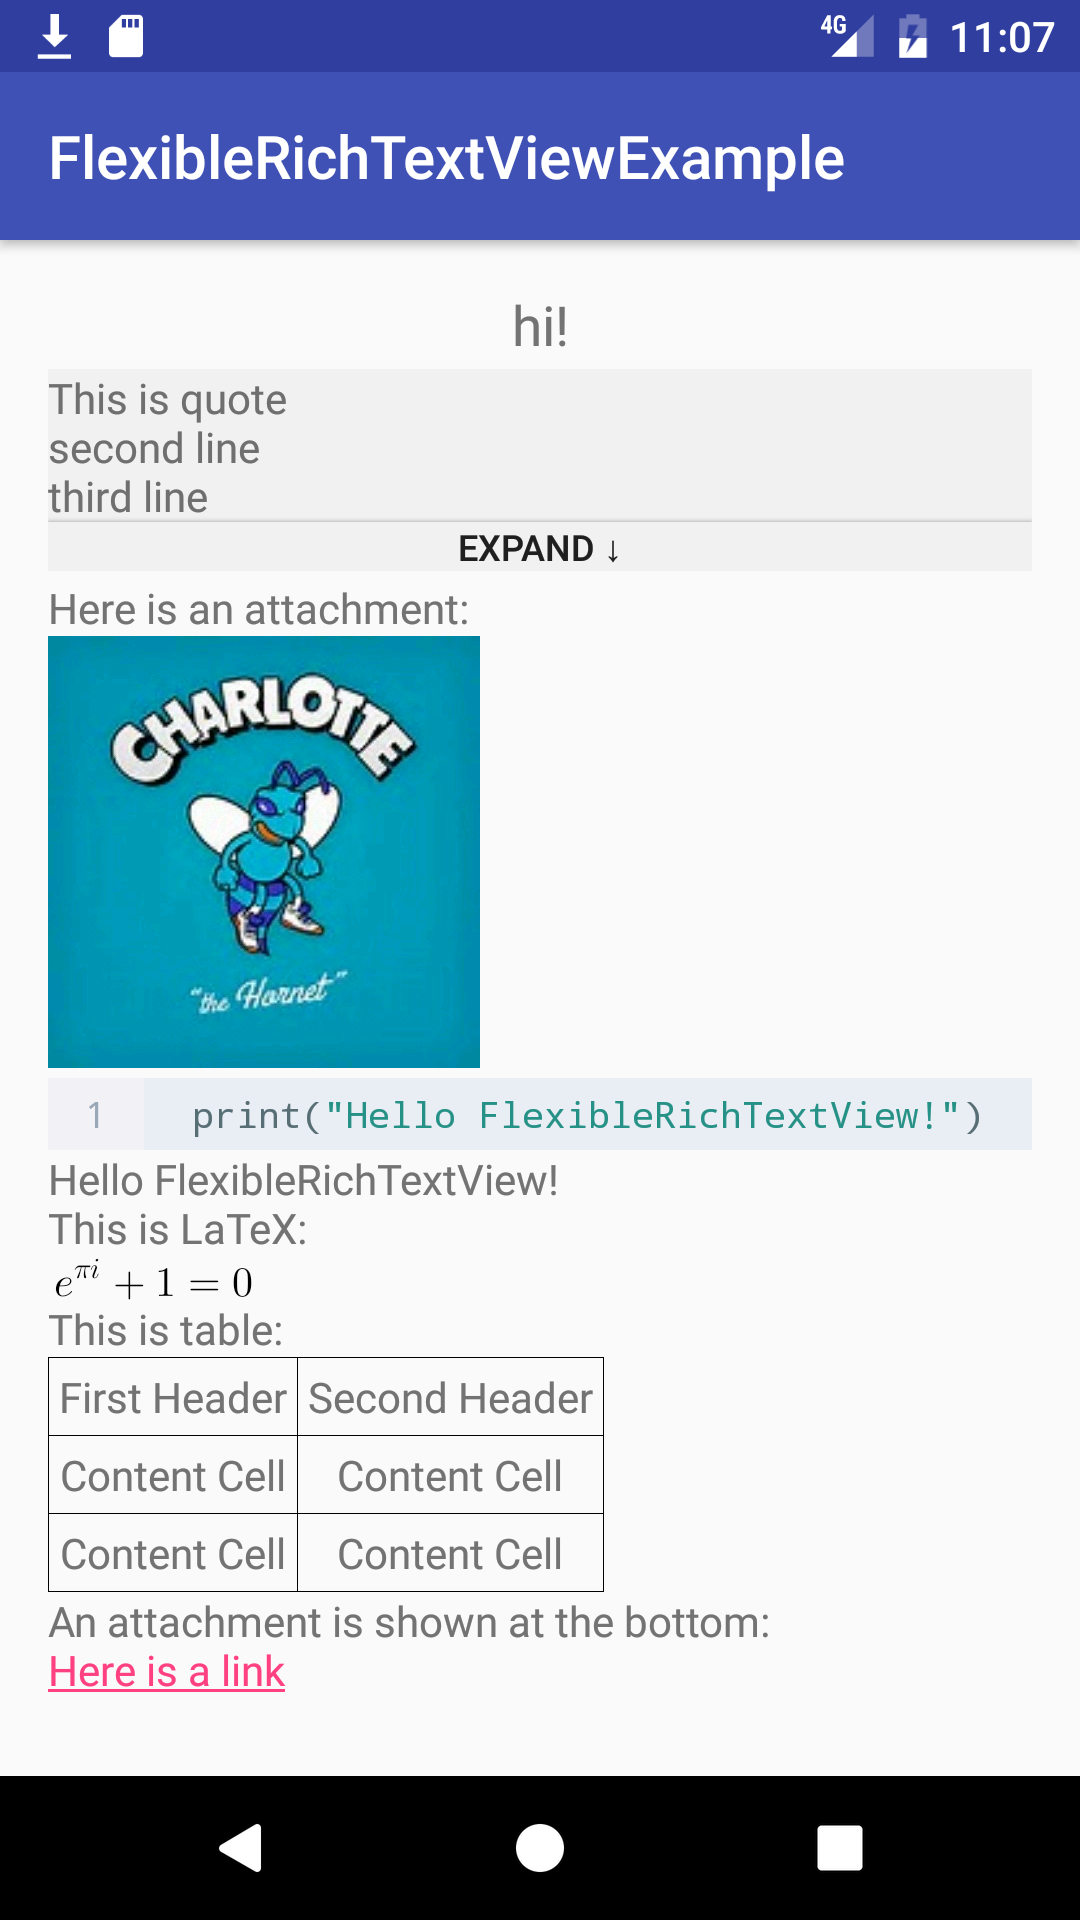 4G 11:07
FlexibleRichTextViewExample
hi!
This is quote
second line
third line
EXPAND ↓
Here is an attachment:
CHARLOTTE
"the Hornet"
1 print("Hello FlexibleRichTextView!")
Hello FlexibleRichTextView!
This is LaTeX:
e^{πi} + 1 = 0
This is table:
First Header Second Header
Content Cell Content Cell
Content Cell Content Cell
An attachment is shown at the bottom:
Here is a link